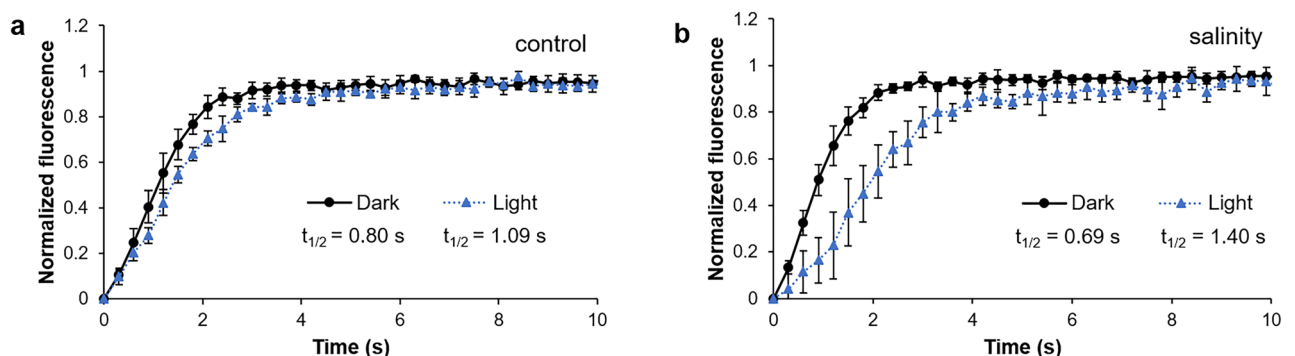 a
control
Normalized fluorescence
1.2
1
0.8
0.6
0.4
0.2
0
Dark
Light
t1/2 = 0.80 s
t1/2 = 1.09 s
0 2 4 6 8 10
Time (s)
b
salinity
Normalized fluorescence
1.2
1
0.8
0.6
0.4
0.2
0
Dark
Light
t1/2 = 0.69 s
t1/2 = 1.40 s
0 2 4 6 8 10
Time (s)